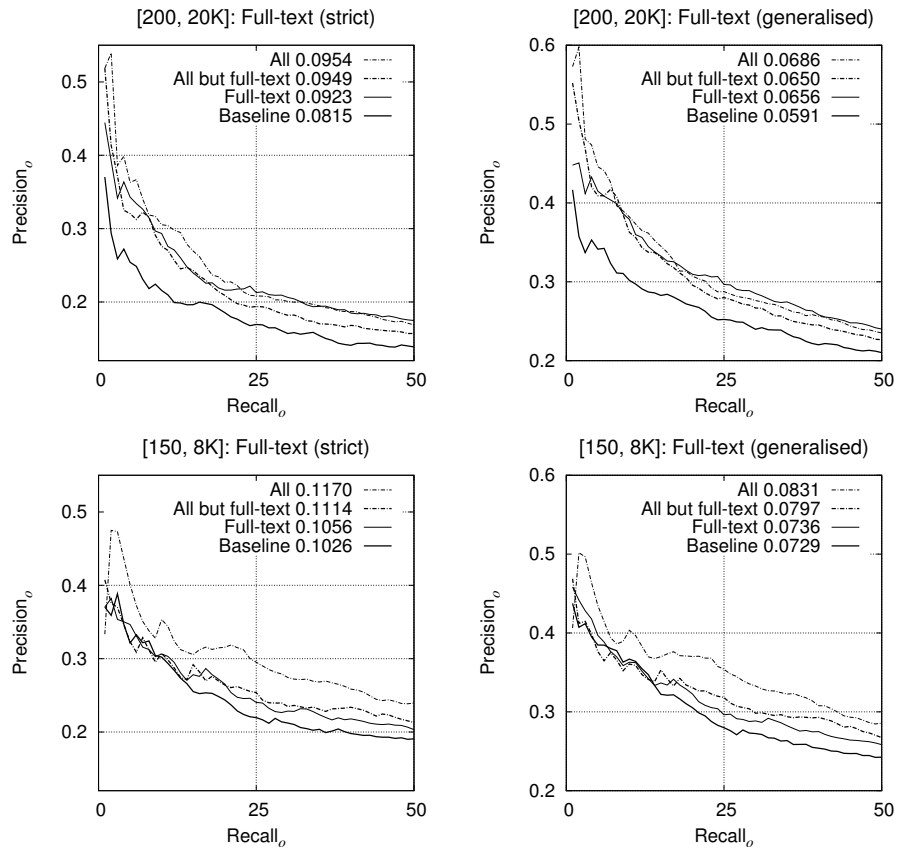 [200, 20K]: Full-text (strict)
0.5
0.4
0.3
0.2
Precision_o
All 0.0954
All but full-text 0.0949
Full-text 0.0923
Baseline 0.0815
0 25 50
Recall_o
[200, 20K]: Full-text (generalised)
0.6
0.5
0.4
0.3
0.2
Precision_o
All 0.0686
All but full-text 0.0650
Full-text 0.0656
Baseline 0.0591
0 25 50
Recall_o
[150, 8K]: Full-text (strict)
0.5
0.4
0.3
0.2
Precision_o
All 0.1170
All but full-text 0.1114
Full-text 0.1056
Baseline 0.1026
0 25 50
Recall_o
[150, 8K]: Full-text (generalised)
0.6
0.5
0.4
0.3
0.2
Precision_o
All 0.0831
All but full-text 0.0797
Full-text 0.0736
Baseline 0.0729
0 25 50
Recall_o